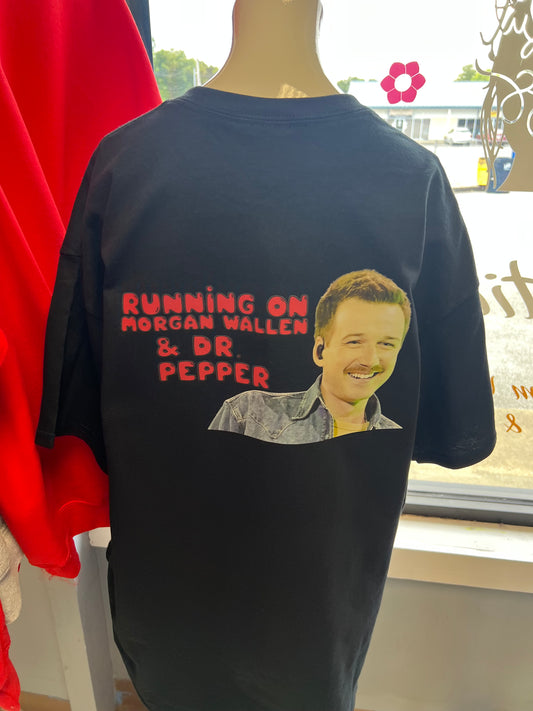 RUNNiNG ON
MORGAN WALLEN
& DR.
PEPPER
&